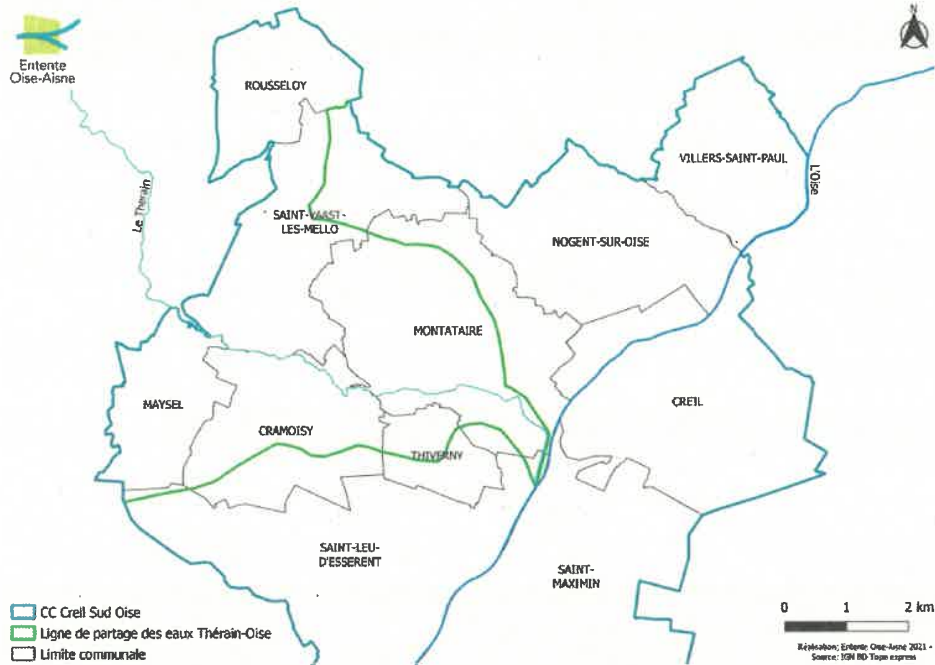 Entente
Oise-Aisne
N
ROUSSELOY
VILLERS-SAINT-PAUL
L'Oise
Le Thérain
SAINT-VAAST-
LES-MELLO
NOGENT-SUR-OISE
MONTATAIRE
MAYSEL
CREIL
CRAMOISY
THIVERNY
SAINT-LEU-
D'ESSERENT
SAINT-
MAXIMIN
CC Creil Sud Oise
Ligne de partage des eaux Thérain-Oise
Limite communale
0 1 2 km
Réalisation: Entente Oise-Aisne 2021 -
Source: IGN BD Topo express